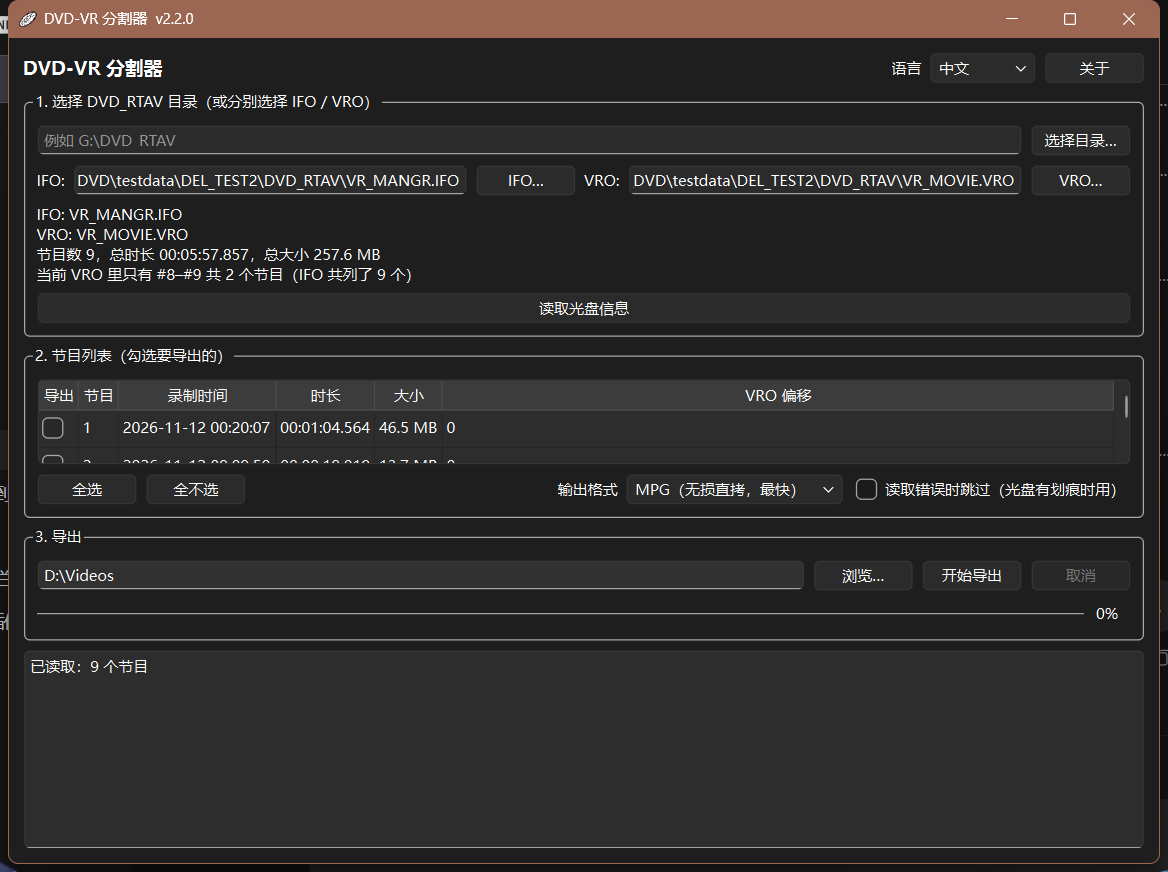 DVD-VR 分割器 v2.2.0
DVD-VR 分割器
语言 中文 关于
1. 选择 DVD_RTAV 目录（或分别选择 IFO / VRO）
例如 G:\DVD_RTAV 选择目录...
IFO: DVD\testdata\DEL_TEST2\DVD_RTAV\VR_MANGR.IFO IFO... VRO: DVD\testdata\DEL_TEST2\DVD_RTAV\VR_MOVIE.VRO VRO...
IFO: VR_MANGR.IFO
VRO: VR_MOVIE.VRO
节目数 9，总时长 00:05:57.857，总大小 257.6 MB
当前 VRO 里只有 #8–#9 共 2 个节目（IFO 共列了 9 个）
读取光盘信息
2. 节目列表（勾选要导出的）
导出 节目 录制时间 时长 大小 VRO 偏移
1 2026-11-12 00:20:07 00:01:04.564 46.5 MB 0
全选 全不选 输出格式 MPG（无损直拷，最快） 读取错误时跳过（光盘有划痕时用）
3. 导出
D:\Videos 浏览... 开始导出 取消
0%
已读取：9 个节目